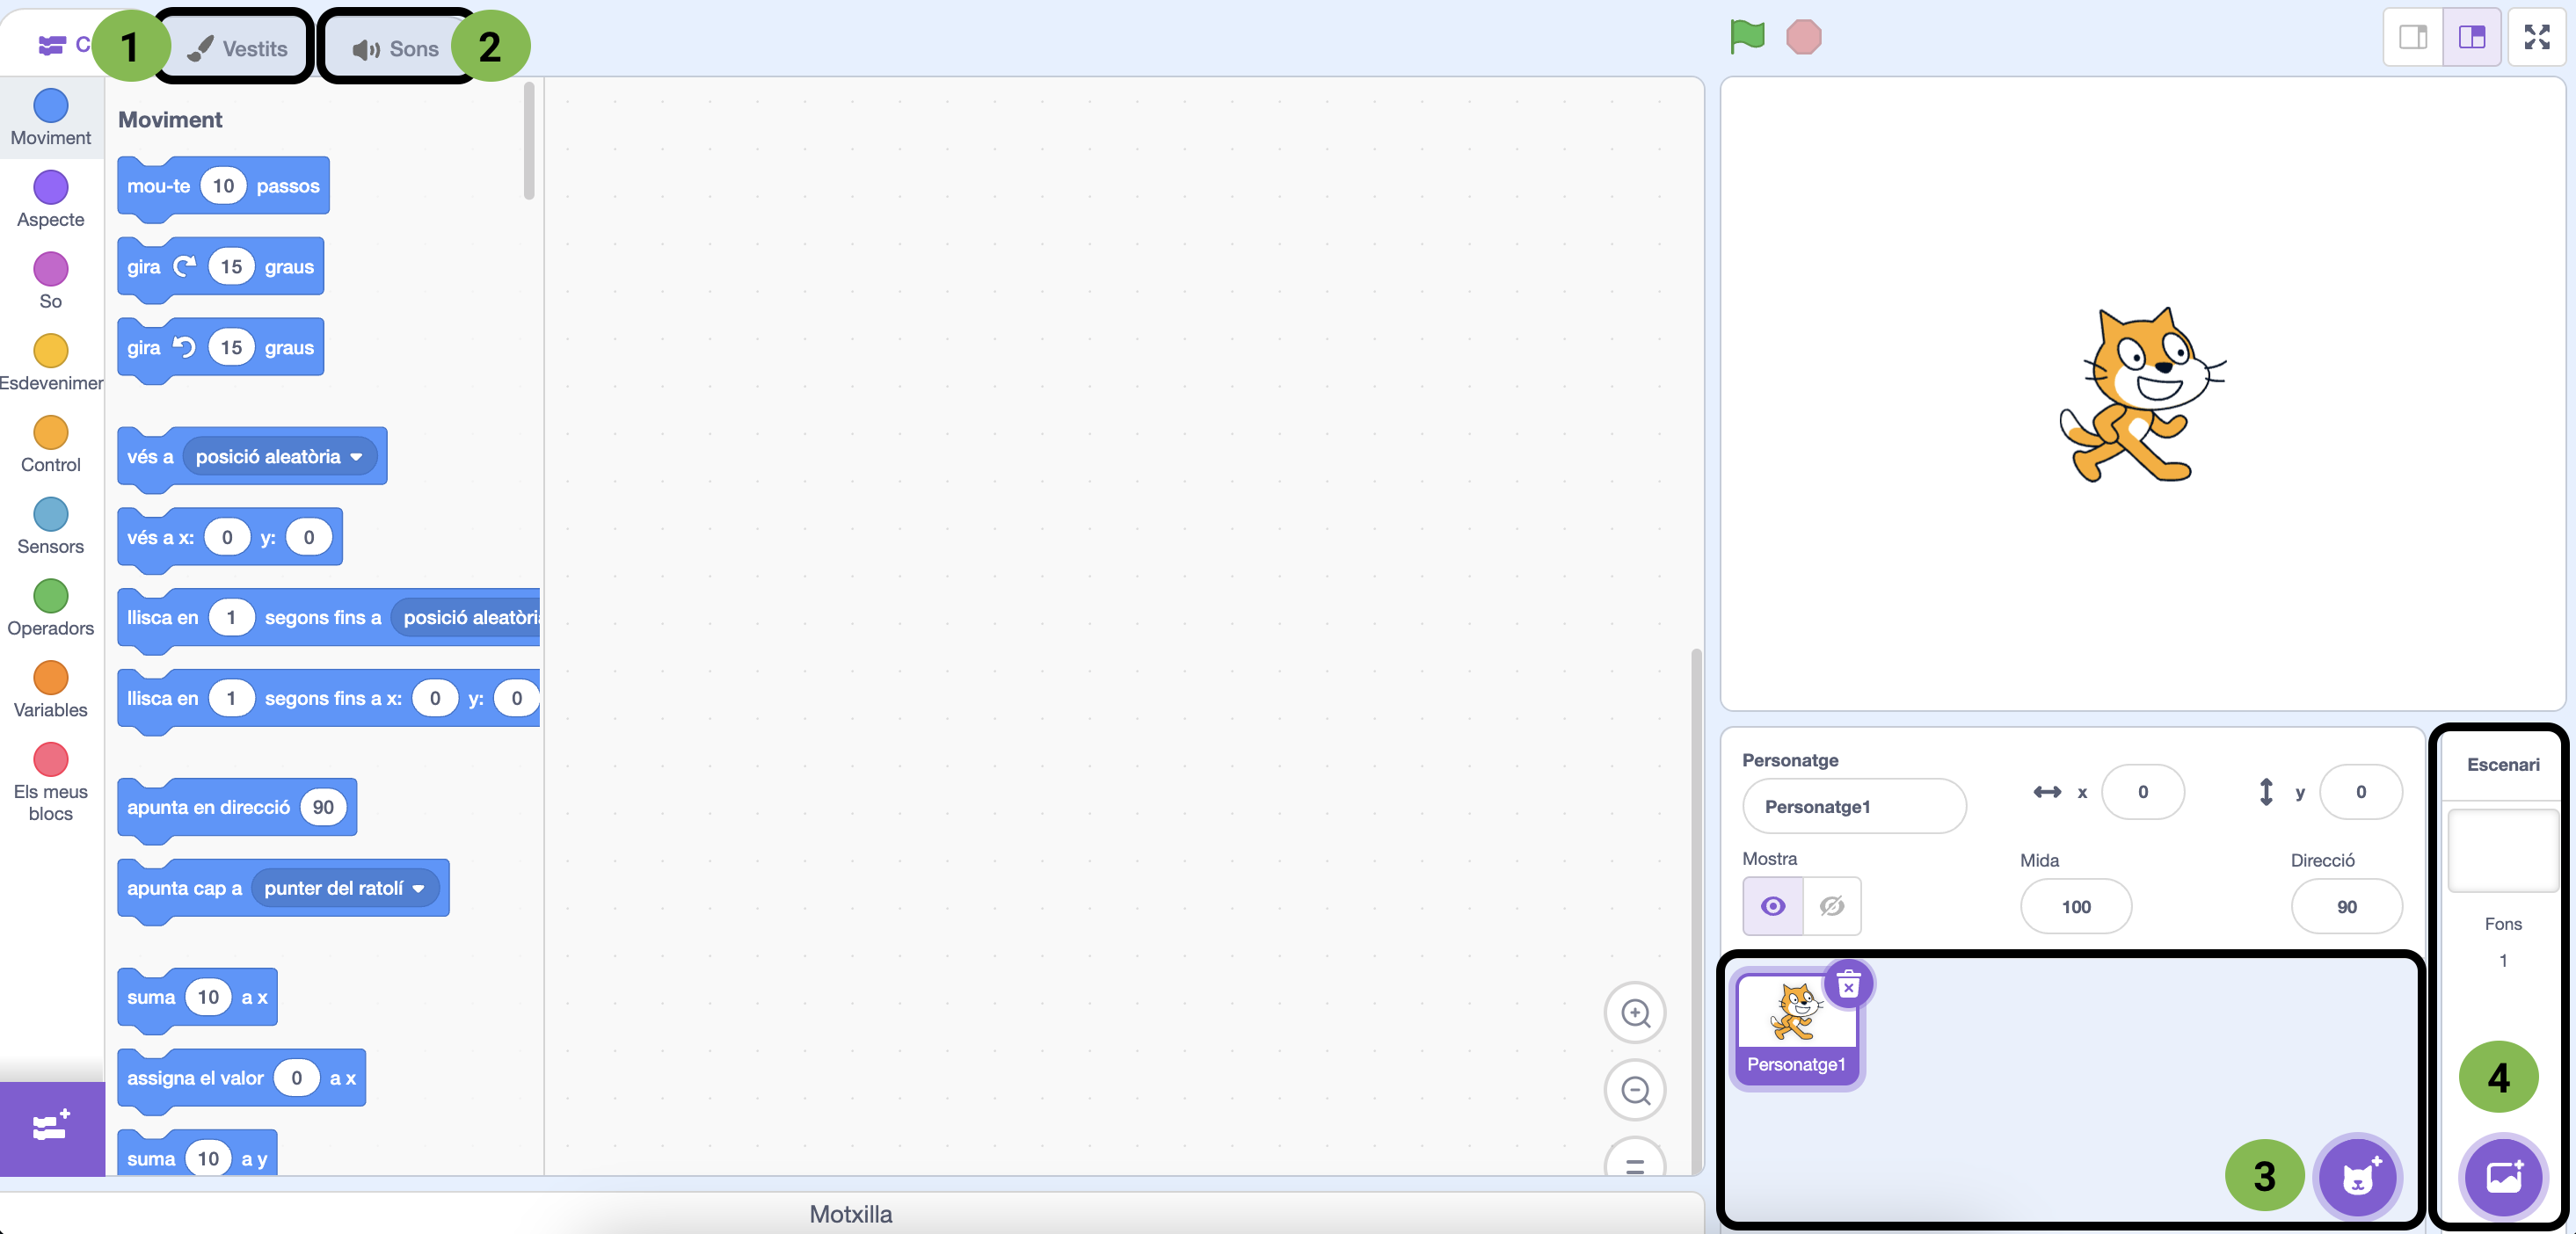 C
1
Vestits
Sons
2
Moviment
Aspecte
So
Esdevenimer
Control
Sensors
Operadors
Variables
Els meus
blocs
Moviment
mou-te 10 passos
gira 15 graus
gira 15 graus
vés a posició aleatòria
vés a x: 0 y: 0
llisca en 1 segons fins a posició aleatòria
llisca en 1 segons fins a x: 0 y: 0
apunta en direcció 90
apunta cap a punter del ratolí
suma 10 a x
assigna el valor 0 a x
suma 10 a y
Motxilla
Personatge
Personatge1
x 0
y 0
Mostra
Mida
100
Direcció
90
Personatge1
3
Escenari
Fons
1
4